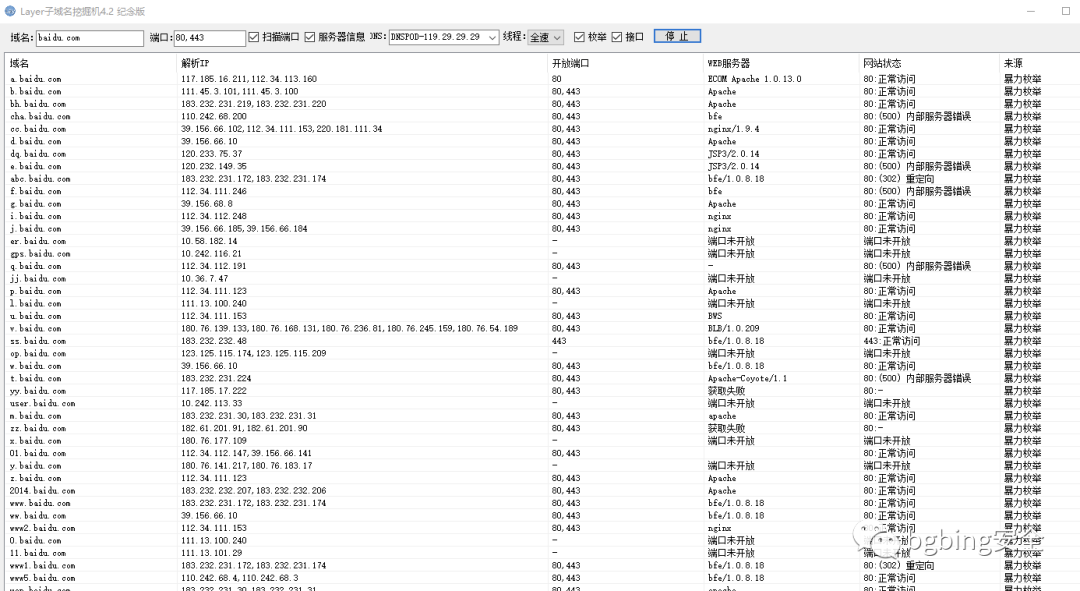 Layer子域名挖掘机4.2 纪念版
域名: baidu.com 端口: 80,443 扫描端口 服务器信息 DNS: DNSPOD-119.29.29.29 线程: 全速 枚举 接口 停 止
域名 解析IP 开放端口 WEB服务器 网站状态 来源
a.baidu.com 117.185.16.211,112.34.113.160 80 ECOM Apache 1.0.13.0 80:正常访问 暴力枚举
b.baidu.com 111.45.3.101,111.45.3.100 80,443 Apache 80:正常访问 暴力枚举
bh.baidu.com 183.232.231.219,183.232.231.220 80,443 Apache 80:正常访问 暴力枚举
cha.baidu.com 110.242.68.200 80,443 bfe 80:(500) 内部服务器错误 暴力枚举
cc.baidu.com 39.156.66.102,112.34.111.153,220.181.111.34 80,443 nginx/1.9.4 80:正常访问 暴力枚举
d.baidu.com 39.156.66.10 80,443 Apache 80:正常访问 暴力枚举
dq.baidu.com 120.233.75.37 80,443 JSP3/2.0.14 80:正常访问 暴力枚举
e.baidu.com 120.232.149.35 80,443 JSP3/2.0.14 80:(500) 内部服务器错误 暴力枚举
abc.baidu.com 183.232.231.172,183.232.231.174 80,443 bfe/1.0.8.18 80:(302) 重定向 暴力枚举
f.baidu.com 112.34.111.246 80,443 bfe 80:(500) 内部服务器错误 暴力枚举
g.baidu.com 39.156.68.8 80,443 Apache 80:正常访问 暴力枚举
i.baidu.com 112.34.112.248 80,443 nginx 80:正常访问 暴力枚举
j.baidu.com 39.156.66.185,39.156.66.184 80,443 nginx 80:正常访问 暴力枚举
er.baidu.com 10.58.182.14 - 端口未开放 端口未开放 暴力枚举
gps.baidu.com 10.242.116.21 - 端口未开放 端口未开放 暴力枚举
q.baidu.com 112.34.112.191 80,443 - 80:(500) 内部服务器错误 暴力枚举
jj.baidu.com 10.36.7.47 - 端口未开放 端口未开放 暴力枚举
p.baidu.com 112.34.111.123 80,443 Apache 80:正常访问 暴力枚举
l.baidu.com 111.13.100.240 - 端口未开放 端口未开放 暴力枚举
u.baidu.com 112.34.111.153 80,443 BWS 80:正常访问 暴力枚举
v.baidu.com 180.76.139.133,180.76.168.131,180.76.236.81,180.76.245.159,180.76.54.189 80,443 BLB/1.0.209 80:正常访问 暴力枚举
ss.baidu.com 183.232.232.48 443 bfe/1.0.8.18 443:正常访问 暴力枚举
op.baidu.com 123.125.115.174,123.125.115.209 - 端口未开放 端口未开放 暴力枚举
w.baidu.com 39.156.66.10 80,443 bfe/1.0.8.18 80:正常访问 暴力枚举
t.baidu.com 183.232.231.224 80,443 Apache-Coyote/1.1 80:(500) 内部服务器错误 暴力枚举
yy.baidu.com 117.185.17.222 80,443 获取失败 80:- 暴力枚举
user.baidu.com 10.242.113.33 - 端口未开放 端口未开放 暴力枚举
m.baidu.com 183.232.231.30,183.232.231.31 80,443 apache 80:正常访问 暴力枚举
zz.baidu.com 182.61.201.91,182.61.201.90 80,443 获取失败 80:- 暴力枚举
x.baidu.com 180.76.177.109 - 端口未开放 端口未开放 暴力枚举
01.baidu.com 112.34.112.147,39.156.66.141 80,443 80:正常访问 暴力枚举
y.baidu.com 180.76.141.217,180.76.183.17 - 端口未开放 端口未开放 暴力枚举
z.baidu.com 112.34.111.123 80,443 Apache 80:正常访问 暴力枚举
2014.baidu.com 183.232.232.207,183.232.232.206 80,443 Apache 80:正常访问 暴力枚举
www.baidu.com 183.232.231.172,183.232.231.174 80,443 bfe/1.0.8.18 80:正常访问 暴力枚举
ww.baidu.com 39.156.66.10 80,443 bfe/1.0.8.18 80:正常访问 暴力枚举
www2.baidu.com 112.34.111.153 80,443 nginx 80:正常访问 暴力枚举
0.baidu.com 111.13.100.240 - 端口未开放 端口未开放 暴力枚举
11.baidu.com 111.13.101.29 - 端口未开放 端口未开放 暴力枚举
www1.baidu.com 183.232.231.172,183.232.231.174 80,443 bfe/1.0.8.18 80:(302) 重定向 暴力枚举
www5.baidu.com 110.242.68.4,110.242.68.3 80,443 bfe/1.0.8.18 80:正常访问 暴力枚举
wap.baidu.com 183.232.231.30,183.232.231.31 80,443 apache 80:正常访问 暴力枚举
bgbing安全